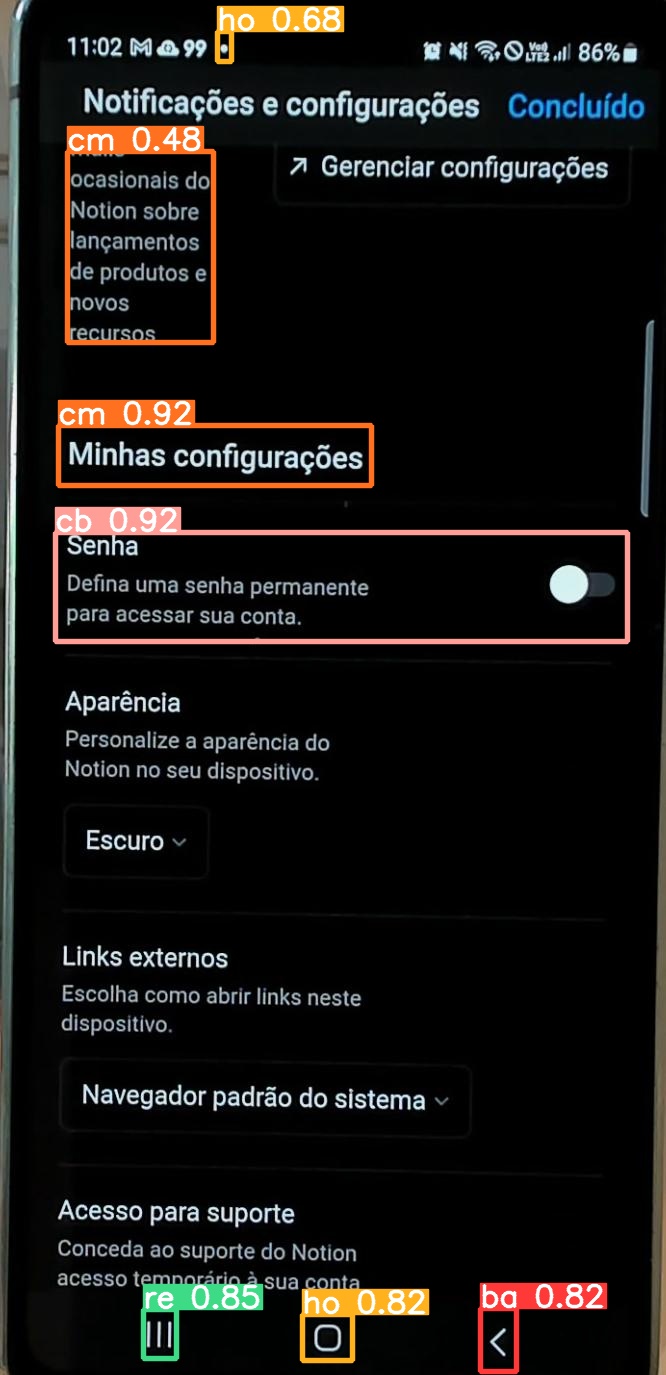 ho 0.68
11:02 99 • 86%
Notificações e configurações Concluído
cm 0.48
ocasionais do
Notion sobre
lançamentos
de produtos e
novos
recursos
Gerenciar configurações
cm 0.92
Minhas configurações
cb 0.92
Senha
Defina uma senha permanente
para acessar sua conta.
Aparência
Personalize a aparência do
Notion no seu dispositivo.
Escuro
Links externos
Escolha como abrir links neste
dispositivo.
Navegador padrão do sistema
Acesso para suporte
Conceda ao suporte do Notion
acesso temporário à sua conta
re 0.85
ho 0.82
ba 0.82